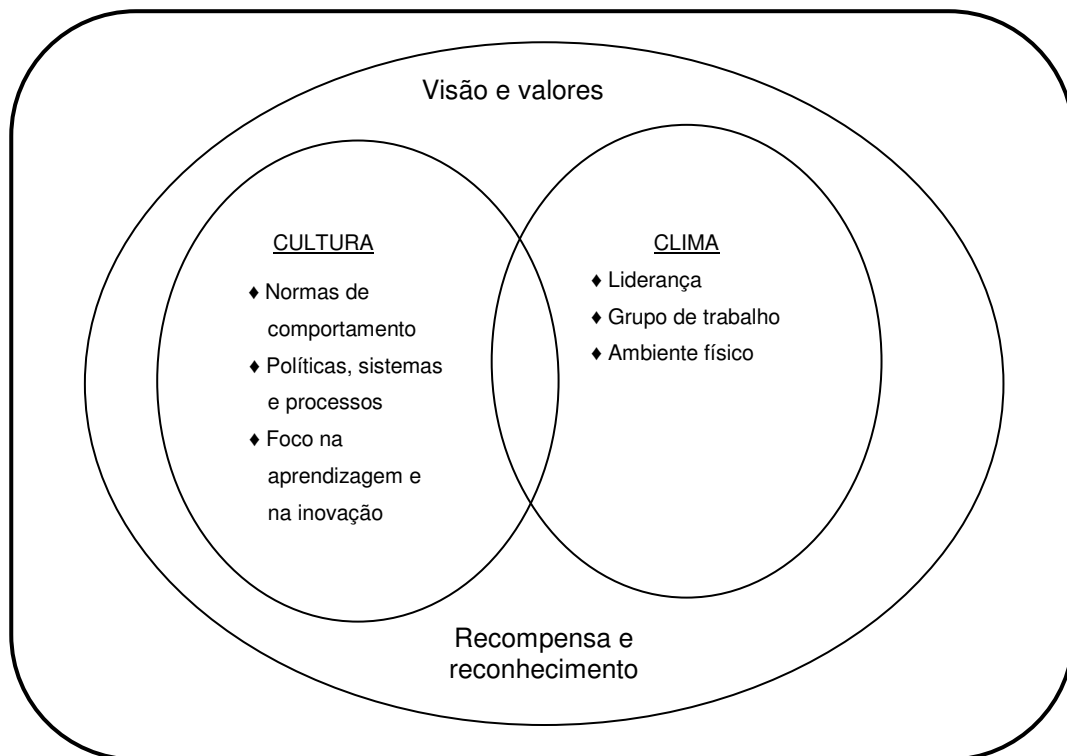 Visão e valores
CULTURA
♦ Normas de
comportamento
♦ Políticas, sistemas
e processos
♦ Foco na
aprendizagem e
na inovação
CLIMA
♦ Liderança
♦ Grupo de trabalho
♦ Ambiente físico
Recompensa e
reconhecimento